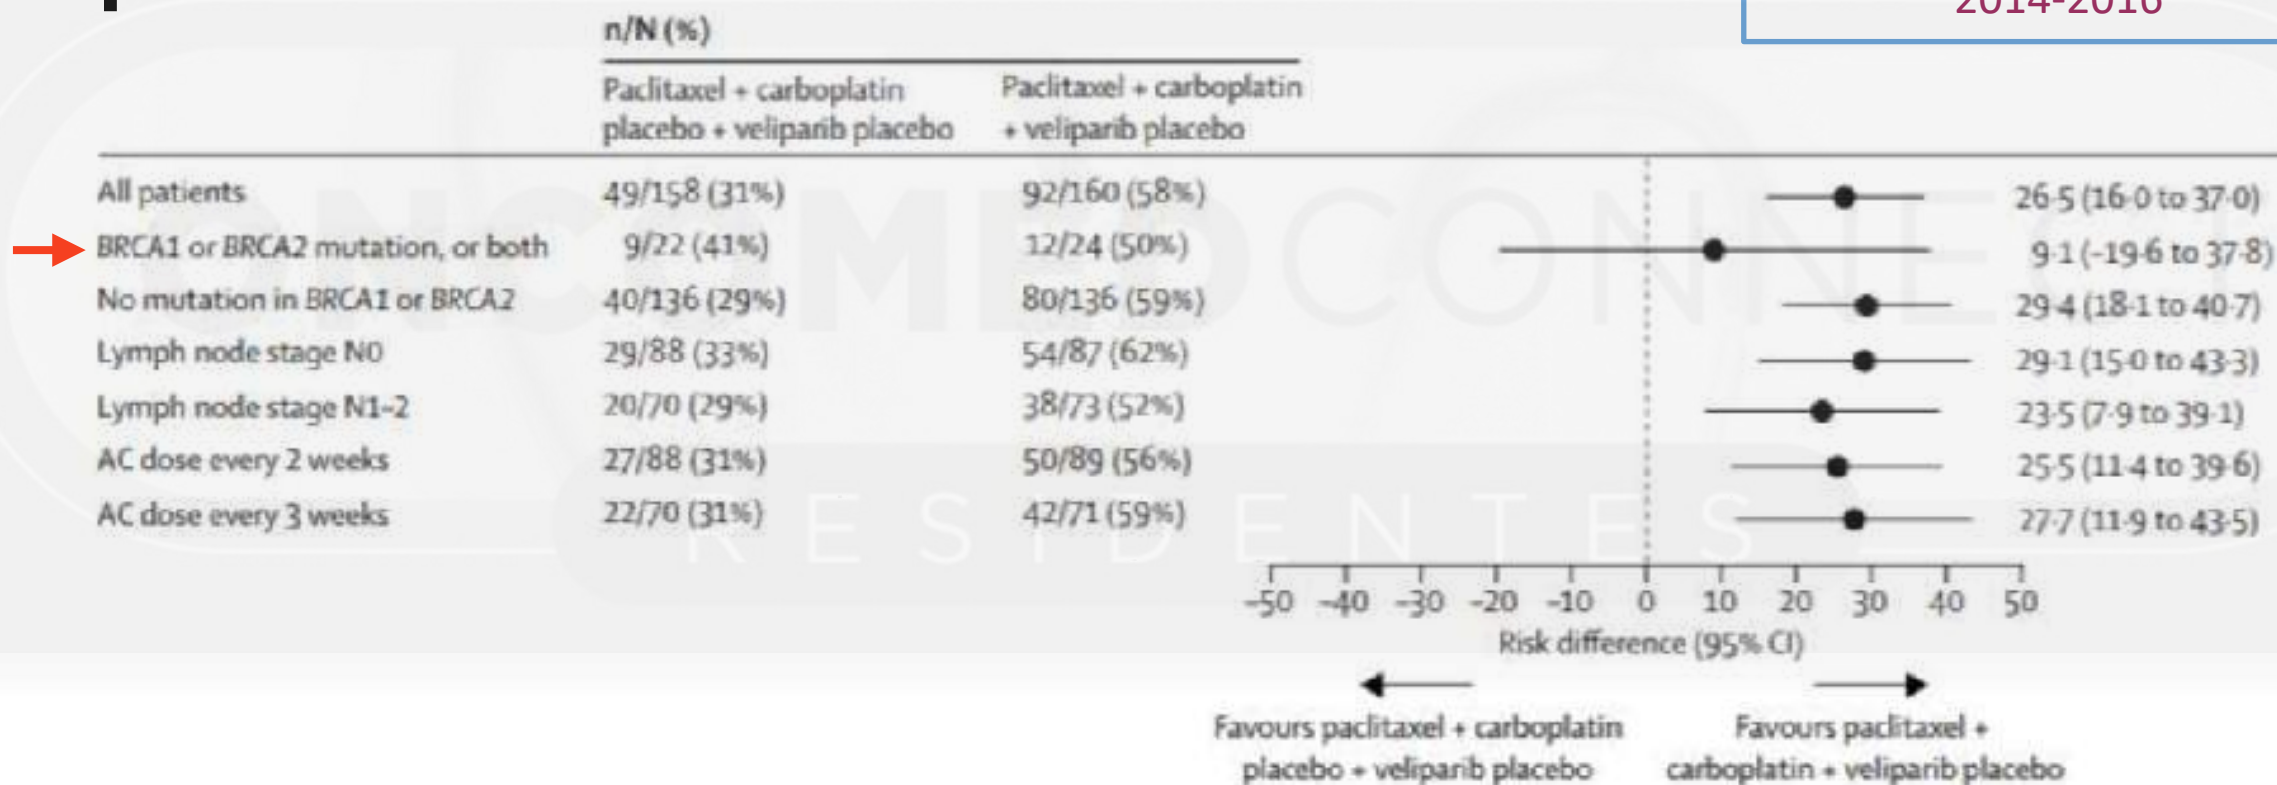 2014-2016
n/N (%)
Paclitaxel + carboplatin placebo + veliparib placebo
Paclitaxel + carboplatin + veliparib placebo
All patients 49/158 (31%) 92/160 (58%) 26·5 (16·0 to 37·0)
BRCA1 or BRCA2 mutation, or both 9/22 (41%) 12/24 (50%) 9·1 (-19·6 to 37·8)
No mutation in BRCA1 or BRCA2 40/136 (29%) 80/136 (59%) 29·4 (18·1 to 40·7)
Lymph node stage N0 29/88 (33%) 54/87 (62%) 29·1 (15·0 to 43·3)
Lymph node stage N1–2 20/70 (29%) 38/73 (52%) 23·5 (7·9 to 39·1)
AC dose every 2 weeks 27/88 (31%) 50/89 (56%) 25·5 (11·4 to 39·6)
AC dose every 3 weeks 22/70 (31%) 42/71 (59%) 27·7 (11·9 to 43·5)
–50 –40 –30 –20 –10 0 10 20 30 40 50
Risk difference (95% CI)
Favours paclitaxel + carboplatin
placebo + veliparib placebo
Favours paclitaxel +
carboplatin + veliparib placebo
RESIDENTES